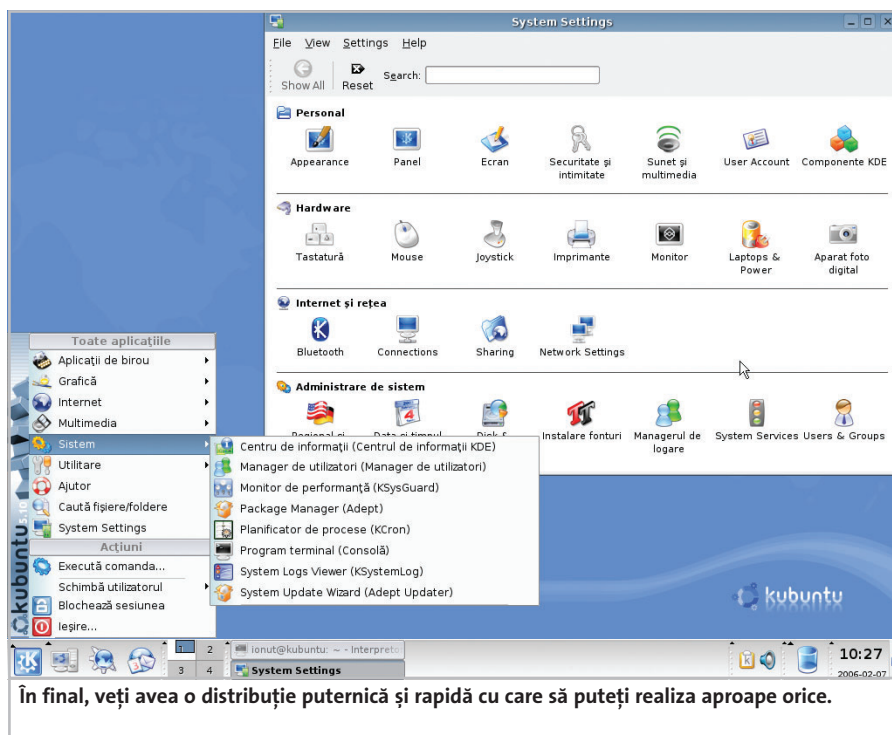 System Settings
File View Settings Help
Show All Reset Search:
Personal
Appearance Panel Ecran Securitate și intimitate Sunet și multimedia User Account Componente KDE
Hardware
Tastatură Mouse Joystick Imprimante Monitor Laptops & Power Aparat foto digital
Internet și rețea
Bluetooth Connections Sharing Network Settings
Administrare de sistem
Regional și Data și timpul Disk & Instalare fonturi Managerul de logare System Services Users & Groups
Toate aplicațiile
Aplicații de birou
Grafică
Internet
Multimedia
Sistem
Utilitare
Ajutor
Caută fișiere/foldere
System Settings
Acțiuni
Execută comanda...
Schimbă utilizatorul
Blochează sesiunea
Ieșire...
kubuntu 5.10
Centru de informații (Centrul de informații KDE)
Manager de utilizatori (Manager de utilizatori)
Monitor de performanță (KSysGuard)
Package Manager (Adept)
Planificator de procese (KCron)
Program terminal (Consolă)
System Logs Viewer (KSystemLog)
System Update Wizard (Adept Updater)
kubuntu
1 2
3 4
ionut@kubuntu: ~ - Interpreto
System Settings
10:27
2006-02-07
În final, veți avea o distribuție puternică și rapidă cu care să puteți realiza aproape orice.